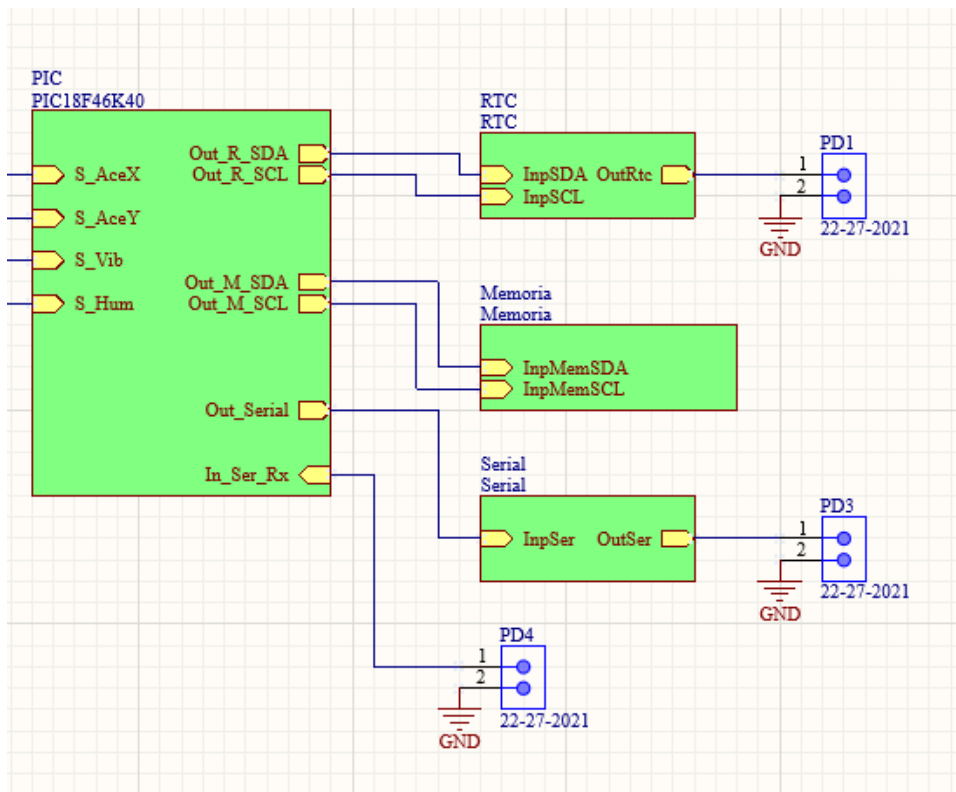 PIC
PIC18F46K40
S_AceX
S_AceY
S_Vib
S_Hum
Out_R_SDA
Out_R_SCL
Out_M_SDA
Out_M_SCL
Out_Serial
In_Ser_Rx
RTC
RTC
InpSDA OutRtc
InpSCL
PD1
1
2
22-27-2021
GND
Memoria
Memoria
InpMemSDA
InpMemSCL
Serial
Serial
InpSer OutSer
PD3
1
2
22-27-2021
GND
PD4
1
2
22-27-2021
GND